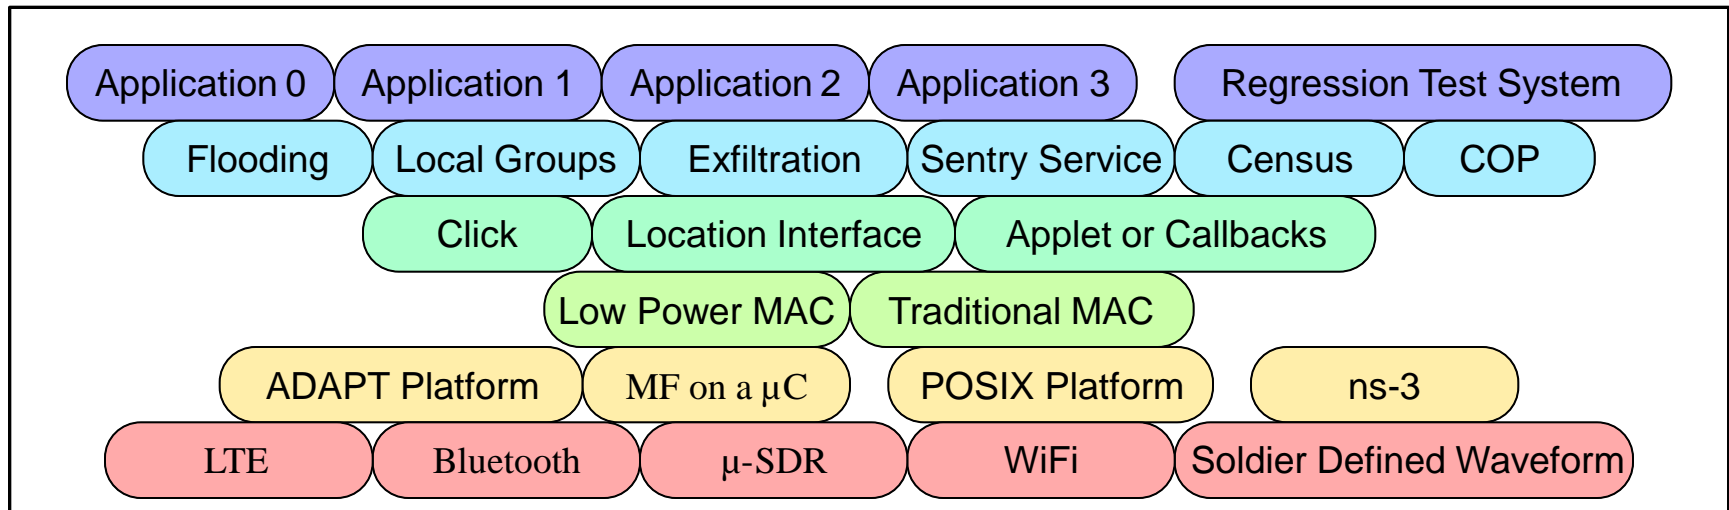 Application 0 Application 1 Application 2 Application 3 Regression Test System
Flooding Local Groups Exfiltration Sentry Service Census COP
Click Location Interface Applet or Callbacks
Low Power MAC Traditional MAC
ADAPT Platform MF on a µC POSIX Platform ns-3
LTE Bluetooth µ-SDR WiFi Soldier Defined Waveform